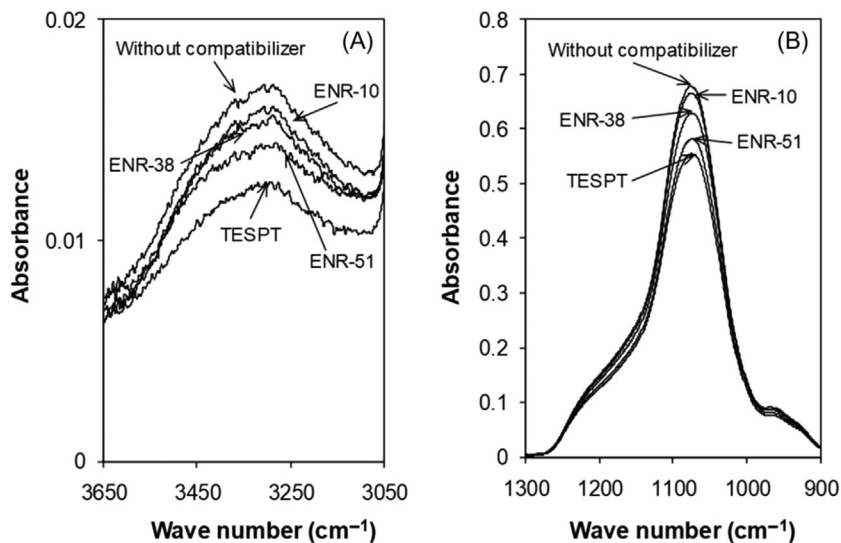 (A)
0.02
0.01
0
Absorbance
Without compatibilizer
ENR-10
ENR-38
TESPT
ENR-51
3650
3450
3250
3050
Wave number (cm⁻¹)
(B)
0.8
0.7
0.6
0.5
0.4
0.3
0.2
0.1
0
Absorbance
Without compatibilizer
ENR-10
ENR-38
ENR-51
TESPT
1300
1200
1100
1000
900
Wave number (cm⁻¹)